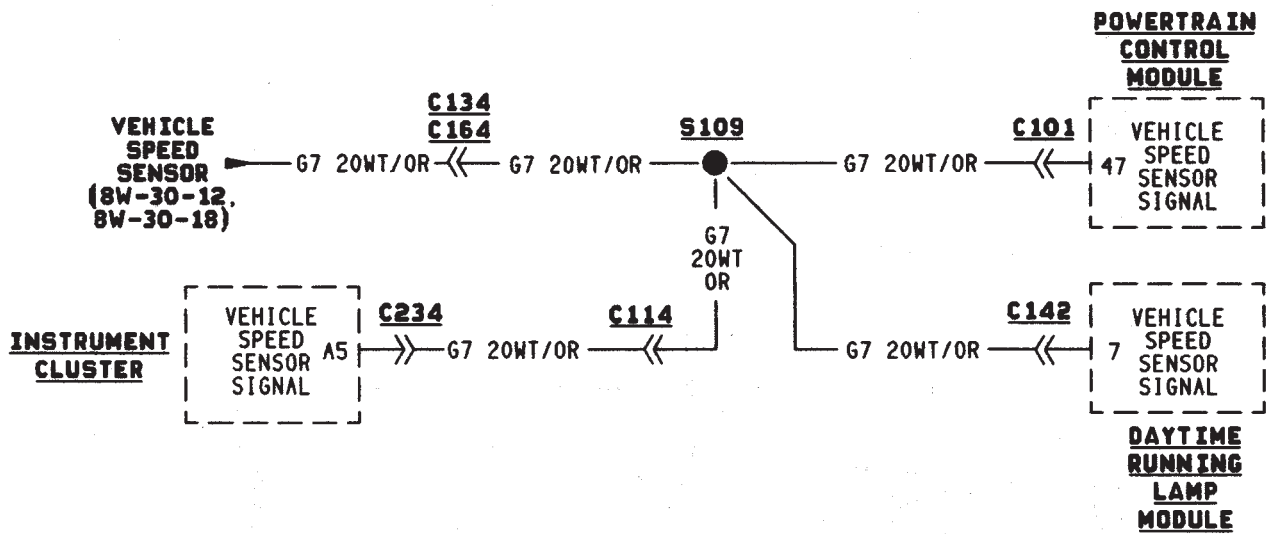 POWERTRAIN
CONTROL
MODULE
C134
C164
S109
C101
VEHICLE
SPEED
SENSOR
(8W-30-12,
8W-30-18)
G7 20WT/OR
G7 20WT/OR
G7 20WT/OR
47
VEHICLE
SPEED
SENSOR
SIGNAL
G7
20WT
OR
INSTRUMENT
CLUSTER
VEHICLE
SPEED
SENSOR
SIGNAL
A5
C234
G7 20WT/OR
C114
G7 20WT/OR
C142
7
VEHICLE
SPEED
SENSOR
SIGNAL
DAYTIME
RUNNING
LAMP
MODULE